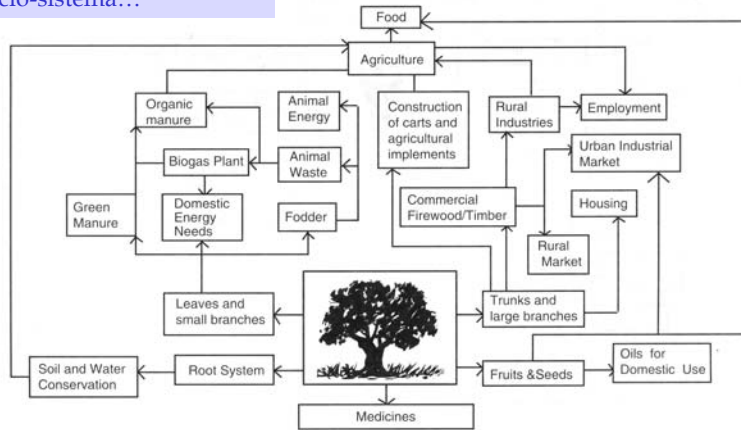 cio-sistema…
Food
Agriculture
Organic
manure
Animal
Energy
Construction
of carts and
agricultural
implements
Rural
Industries
Employment
Urban Industrial
Market
Biogas Plant
Animal
Waste
Green
Manure
Domestic
Energy
Needs
Fodder
Commercial
Firewood/Timber
Housing
Rural
Market
Leaves and
small branches
Trunks and
large branches
Soil and Water
Conservation
Root System
Fruits &Seeds
Oils for
Domestic Use
Medicines